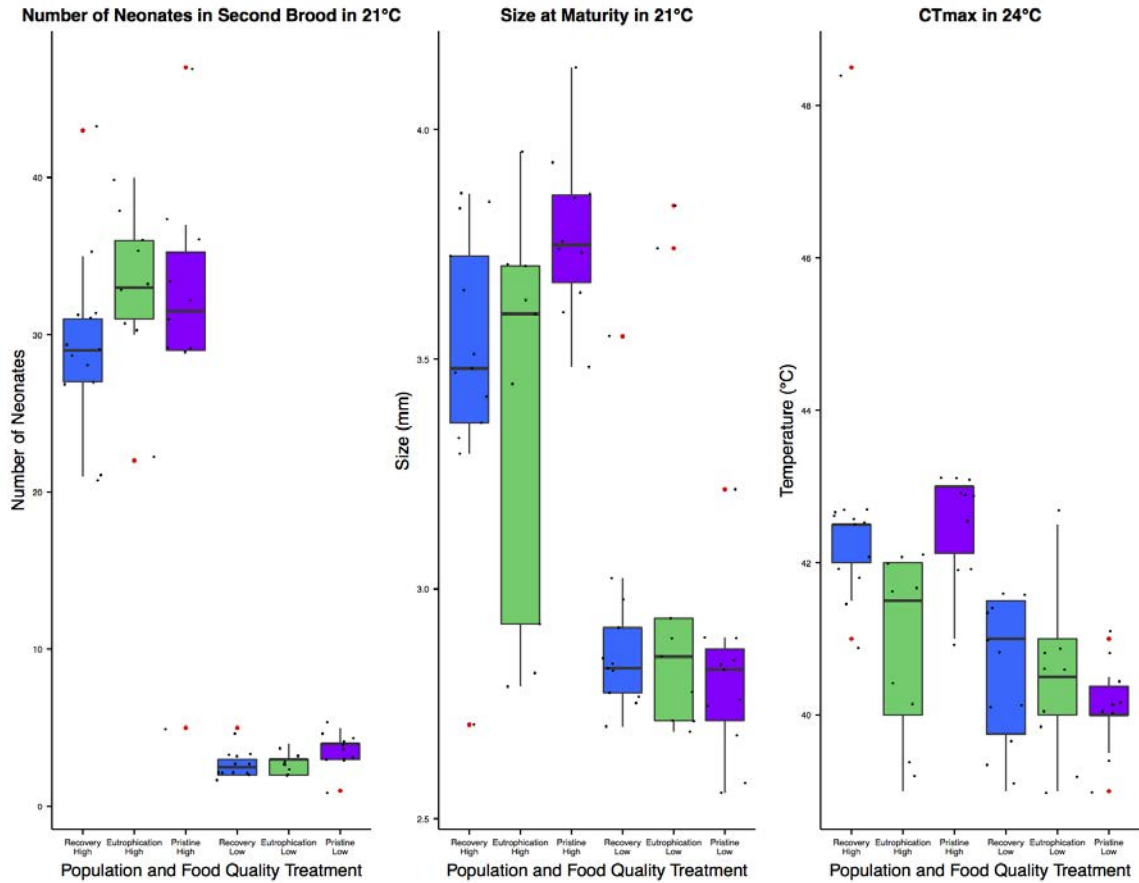 Number of Neonates in Second Brood in 21°C
Number of Neonates
40
30
20
10
0
Recovery High
Eutrophication High
Pristine High
Recovery Low
Eutrophication Low
Pristine Low
Population and Food Quality Treatment
Size at Maturity in 21°C
Size (mm)
4.0
3.5
3.0
2.5
Recovery High
Eutrophication High
Pristine High
Recovery Low
Eutrophication Low
Pristine Low
Population and Food Quality Treatment
CTmax in 24°C
Temperature (°C)
48
46
44
42
40
Recovery High
Eutrophication High
Pristine High
Recovery Low
Eutrophication Low
Pristine Low
Population and Food Quality Treatment